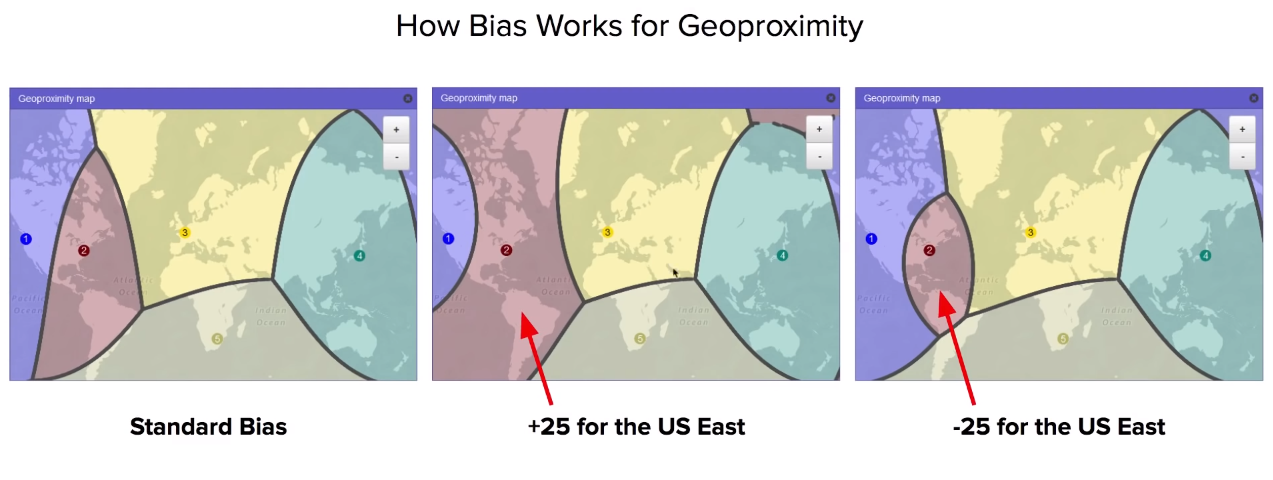 How Bias Works for Geoproximity
Geoproximity map
+
-
1
2
3
4
5
Atlantic
Ocean
Pacific
Ocean
Indian
Ocean
Standard Bias
Geoproximity map
+
-
1
2
3
4
5
Pacific
Ocean
Indian
Ocean
+25 for the US East
Geoproximity map
+
-
1
2
3
4
5
Atlantic
Ocean
Pacific
Ocean
Indian
Ocean
-25 for the US East